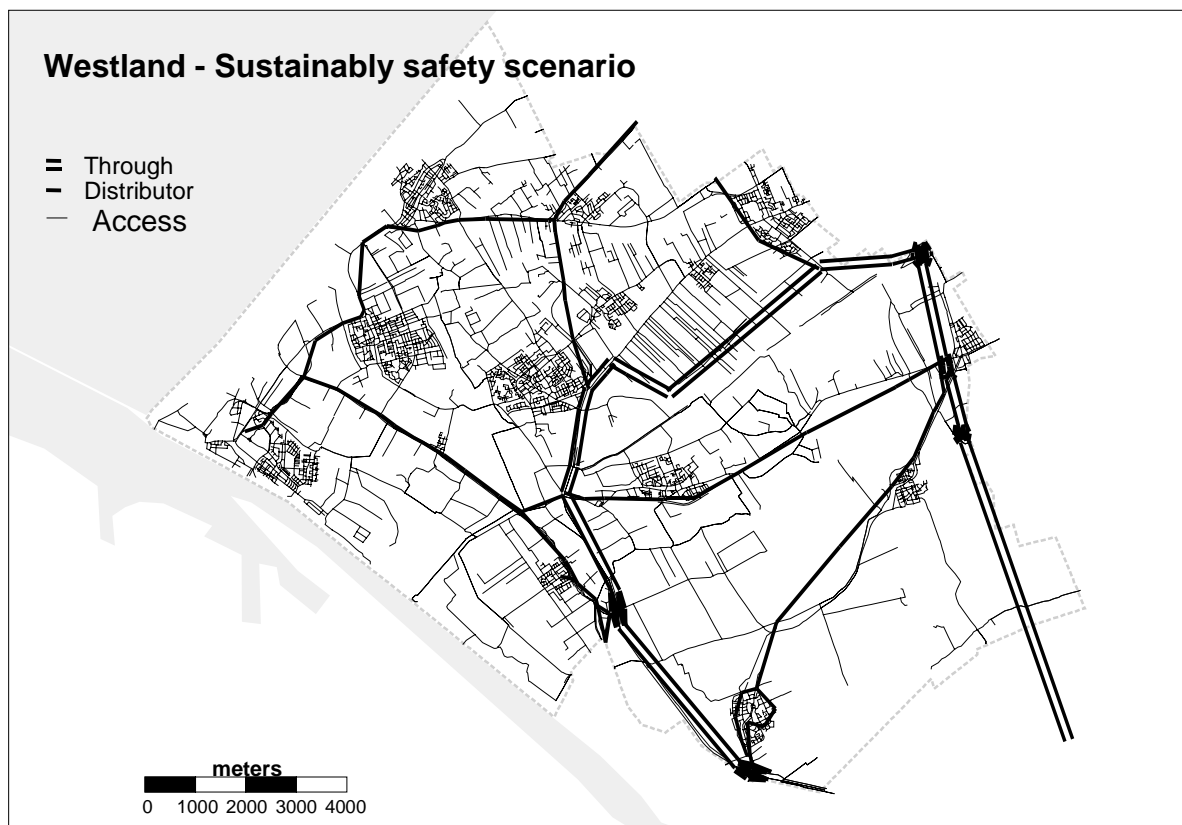 Westland - Sustainably safety scenario
Through
Distributor
Access
meters
0 1000 2000 3000 4000